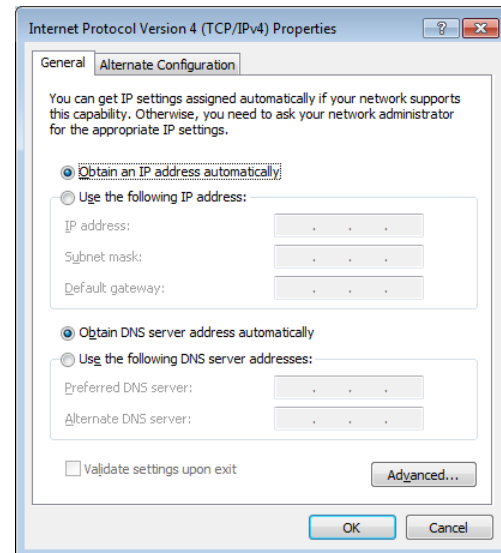 Internet Protocol Version 4 (TCP/IPv4) Properties
General
Alternate Configuration
You can get IP settings assigned automatically if your network supports
this capability. Otherwise, you need to ask your network administrator
for the appropriate IP settings.
Obtain an IP address automatically
Use the following IP address:
IP address:
Subnet mask:
Default gateway:
Obtain DNS server address automatically
Use the following DNS server addresses:
Preferred DNS server:
Alternate DNS server:
Validate settings upon exit
Advanced...
OK
Cancel